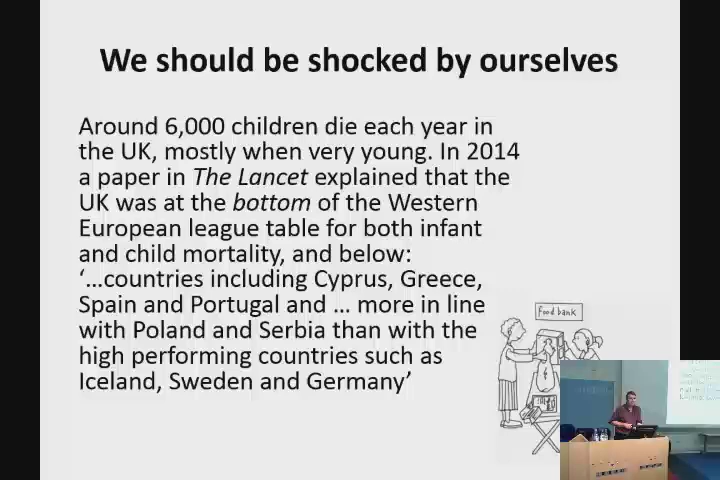 We should be shocked by ourselves
Around 6,000 children die each year in
the UK, mostly when very young. In 2014
a paper in The Lancet explained that the
UK was at the bottom of the Western
European league table for both infant
and child mortality, and below:
‘…countries including Cyprus, Greece,
Spain and Portugal and … more in line
with Poland and Serbia than with the
high performing countries such as
Iceland, Sweden and Germany’
food bank